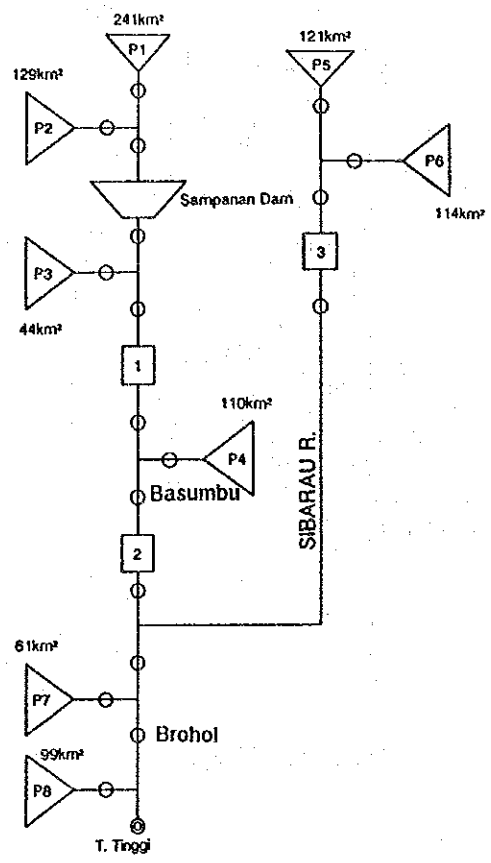 241km²
P1
121km²
P5
129km²
P2
P6
114km²
Sampanan Dam
P3
3
44km²
1
110km²
P4
Basumbu
SIBARAU R.
2
61km²
P7
Brohol
99km²
P8
T. Tinggi